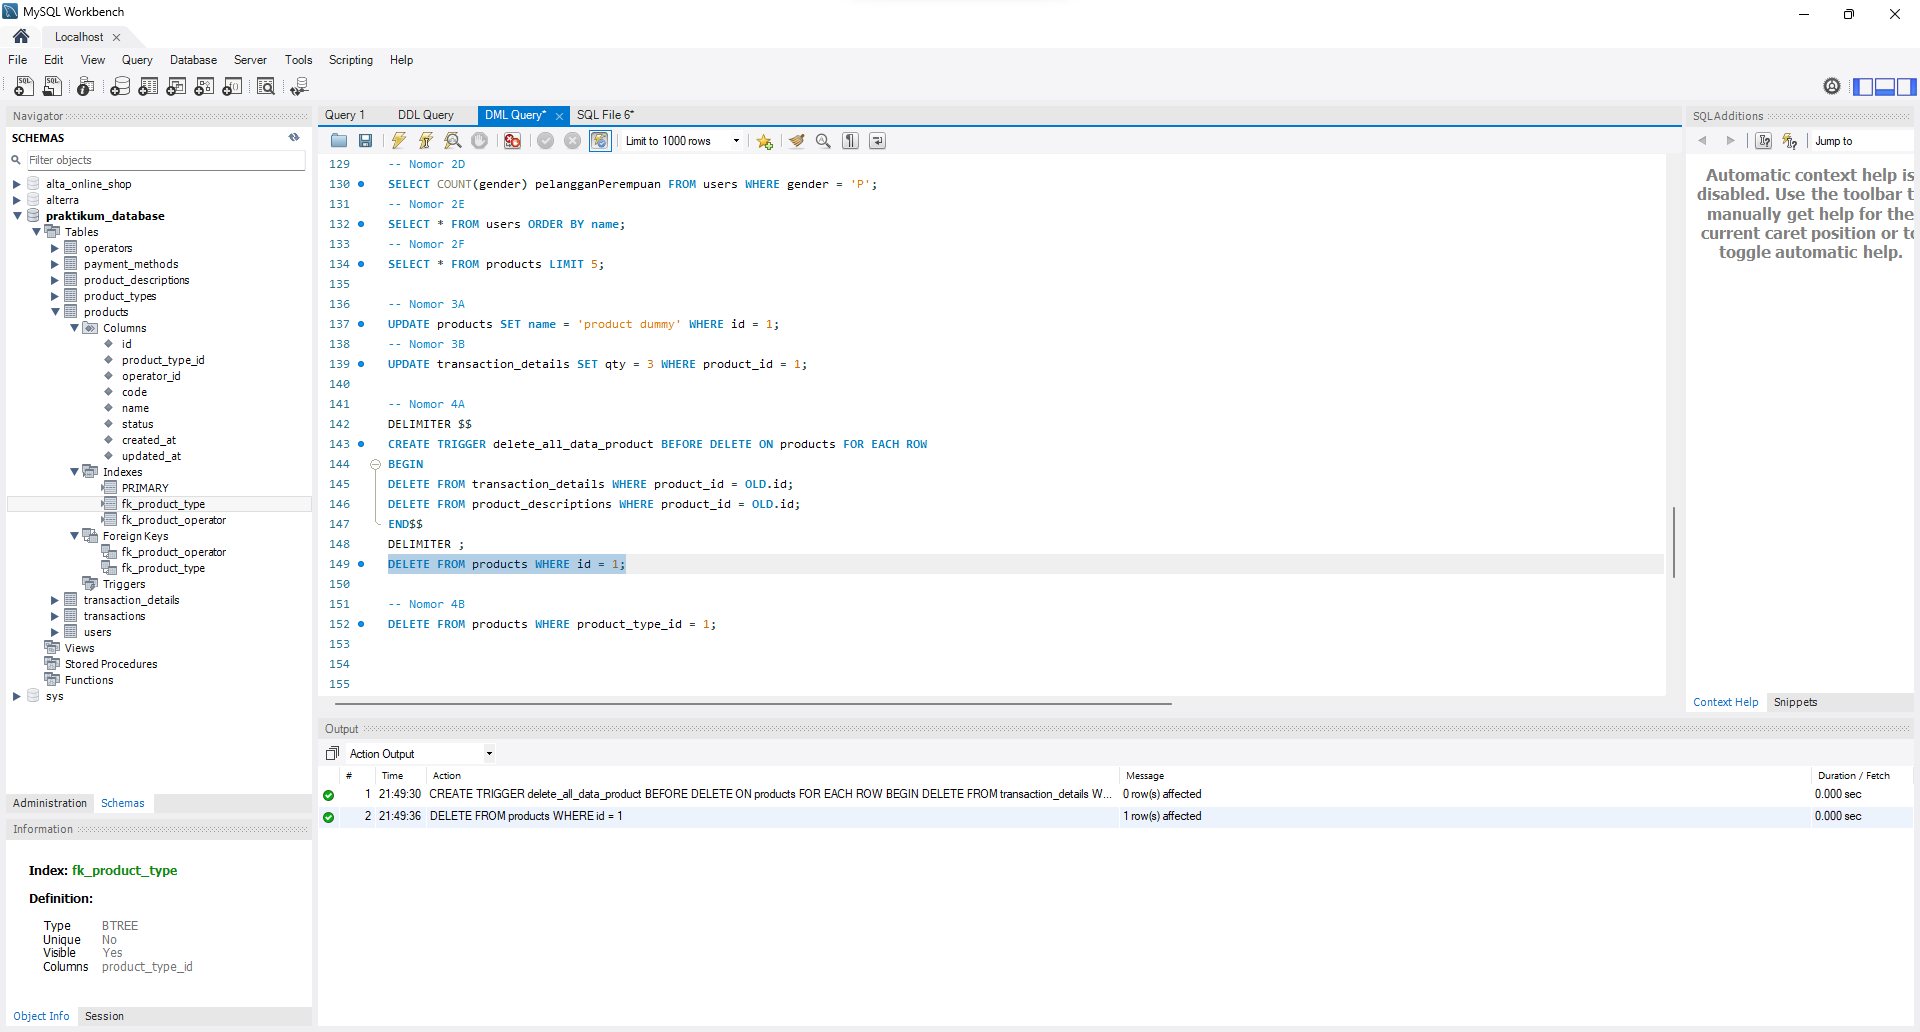 MySQL Workbench
Localhost
File Edit View Query Database Server Tools Scripting Help
Navigator
SCHEMAS
Filter objects
alta_online_shop
alterra
praktikum_database
Tables
operators
payment_methods
product_descriptions
product_types
products
Columns
id
product_type_id
operator_id
code
name
status
created_at
updated_at
Indexes
PRIMARY
fk_product_type
fk_product_operator
Foreign Keys
fk_product_operator
fk_product_type
Triggers
transaction_details
transactions
users
Views
Stored Procedures
Functions
sys
Administration Schemas
Information
Index: fk_product_type
Definition:
Type BTREE
Unique No
Visible Yes
Columns product_type_id
Object Info Session
Query 1 DDL Query DML Query* SQL File 6*
Limit to 1000 rows
129 -- Nomor 2D
130 SELECT COUNT(gender) pelangganPerempuan FROM users WHERE gender = 'P';
131 -- Nomor 2E
132 SELECT * FROM users ORDER BY name;
133 -- Nomor 2F
134 SELECT * FROM products LIMIT 5;
135
136 -- Nomor 3A
137 UPDATE products SET name = 'product dummy' WHERE id = 1;
138 -- Nomor 3B
139 UPDATE transaction_details SET qty = 3 WHERE product_id = 1;
140
141 -- Nomor 4A
142 DELIMITER $$
143 CREATE TRIGGER delete_all_data_product BEFORE DELETE ON products FOR EACH ROW
144 BEGIN
145 DELETE FROM transaction_details WHERE product_id = OLD.id;
146 DELETE FROM product_descriptions WHERE product_id = OLD.id;
147 END$$
148 DELIMITER ;
149 DELETE FROM products WHERE id = 1;
150
151 -- Nomor 4B
152 DELETE FROM products WHERE product_type_id = 1;
153
154
155
Output
Action Output
# Time Action Message Duration / Fetch
1 21:49:30 CREATE TRIGGER delete_all_data_product BEFORE DELETE ON products FOR EACH ROW BEGIN DELETE FROM transaction_details W... 0 row(s) affected 0.000 sec
2 21:49:36 DELETE FROM products WHERE id = 1 1 row(s) affected 0.000 sec
SQLAdditions
Jump to
Automatic context help is
disabled. Use the toolbar t
manually get help for the
current caret position or to
toggle automatic help.
Context Help Snippets